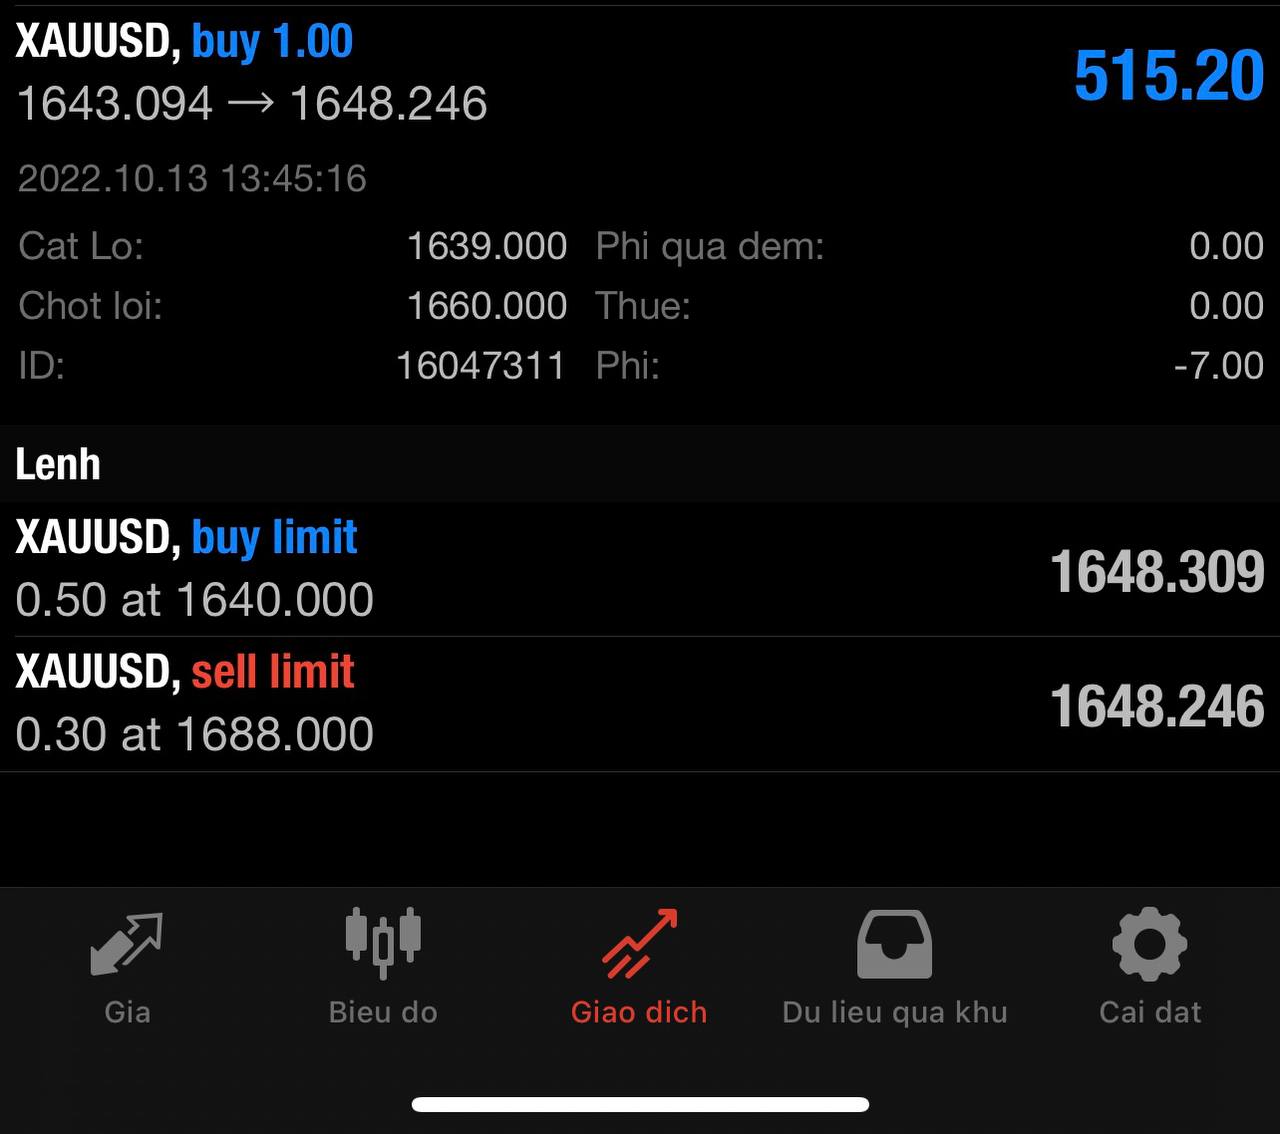 XAUUSD, buy 1.00
1643.094 → 1648.246
515.20
2022.10.13 13:45:16
Cat Lo: 1639.000 Phi qua dem: 0.00
Chot loi: 1660.000 Thue: 0.00
ID: 16047311 Phi: -7.00
Lenh
XAUUSD, buy limit
0.50 at 1640.000
1648.309
XAUUSD, sell limit
0.30 at 1688.000
1648.246
Gia Bieu do Giao dich Du lieu qua khu Cai dat